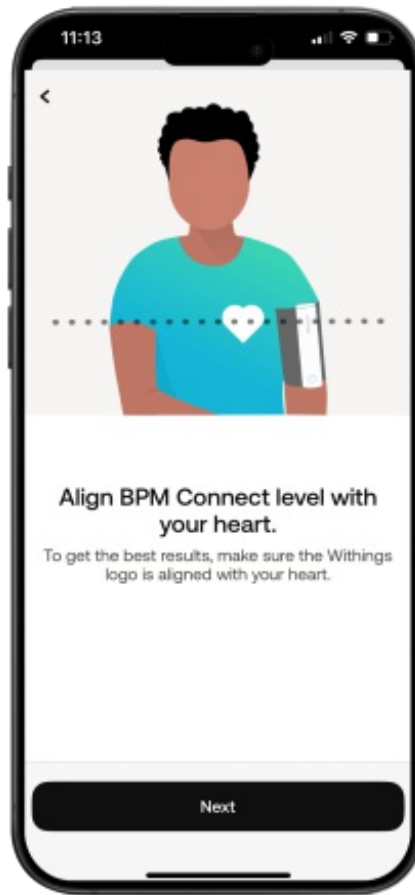 11:13
Align BPM Connect level with
your heart.
To get the best results, make sure the Withings
logo is aligned with your heart.
Next